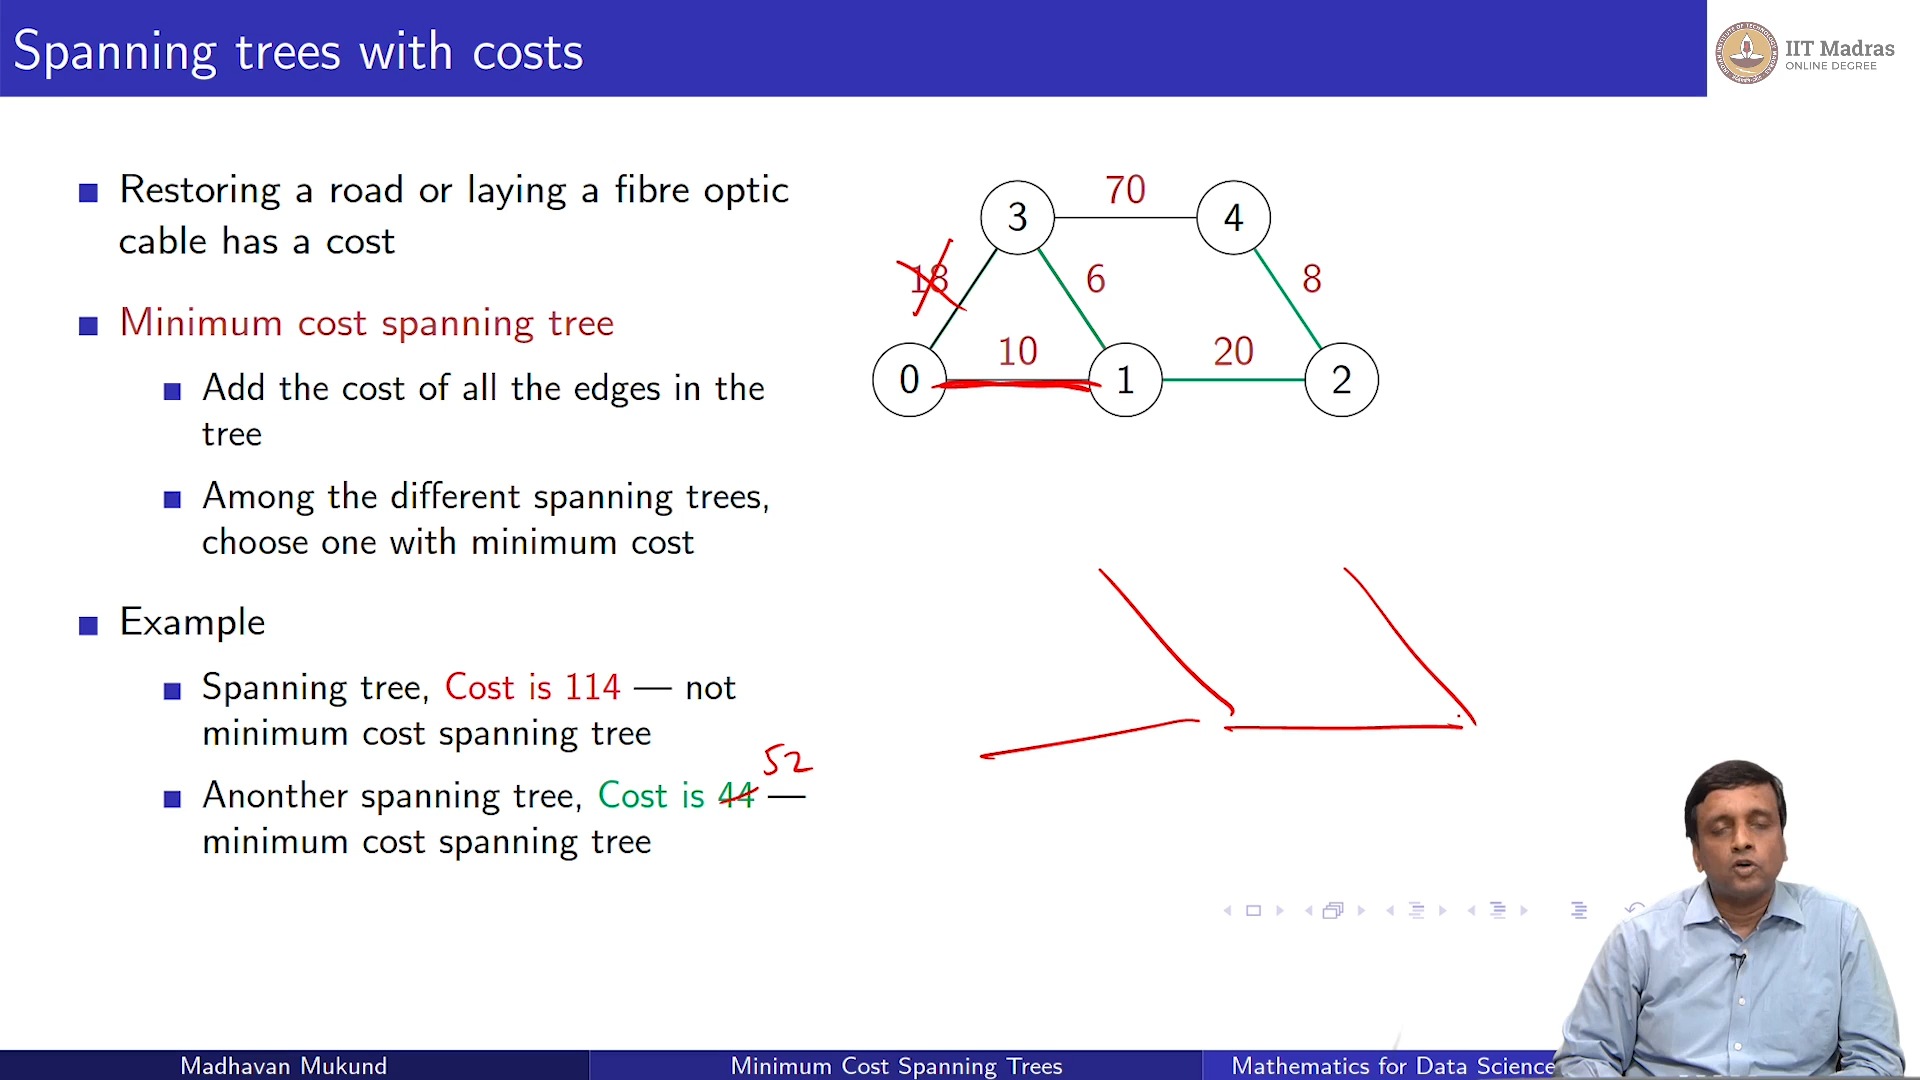 Spanning trees with costs
IIT Madras
ONLINE DEGREE
Restoring a road or laying a fibre optic
cable has a cost
Minimum cost spanning tree
Add the cost of all the edges in the
tree
Among the different spanning trees,
choose one with minimum cost
Example
Spanning tree, Cost is 114 — not
minimum cost spanning tree
52
Anonther spanning tree, Cost is 44 —
minimum cost spanning tree
70
3
4
18
6
8
10
20
0
1
2
Madhavan Mukund
Minimum Cost Spanning Trees
Mathematics for Data Science